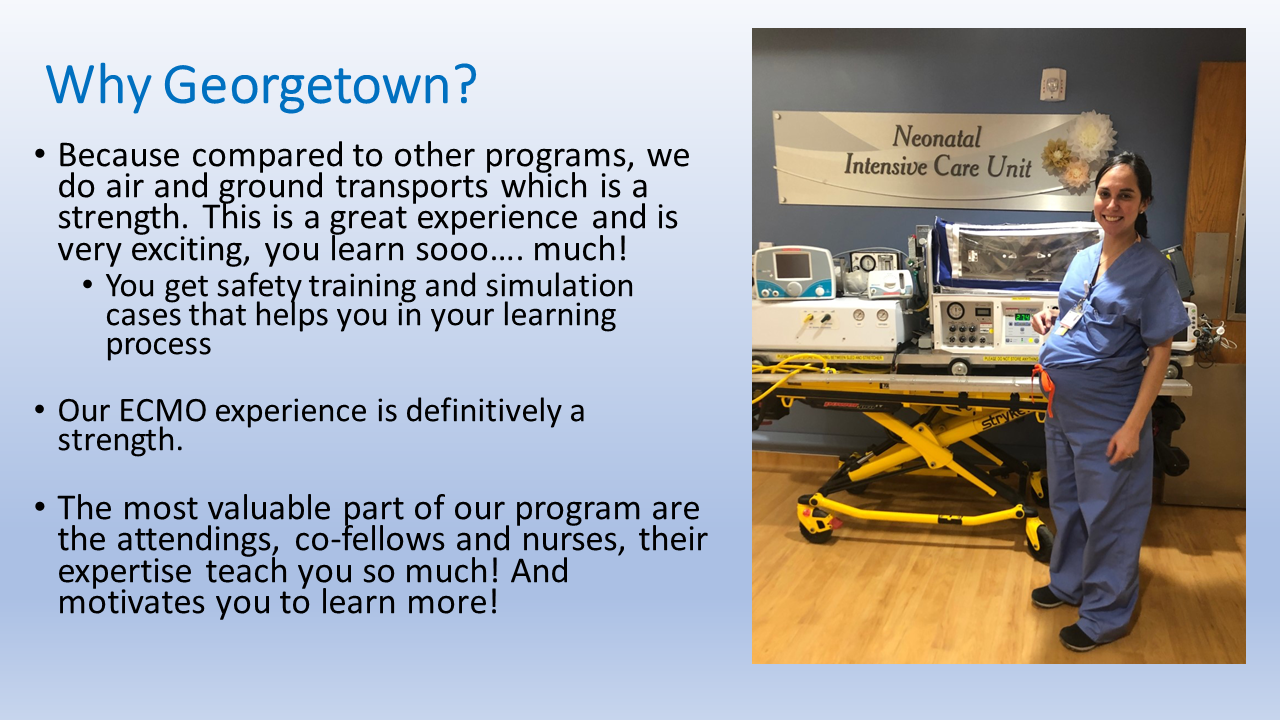 Why Georgetown?
• Because compared to other programs, we
do air and ground transports which is a
strength. This is a great experience and is
very exciting, you learn sooo…. much!
• You get safety training and simulation
cases that helps you in your learning
process
• Our ECMO experience is definitively a
strength.
• The most valuable part of our program are
the attendings, co-fellows and nurses, their
expertise teach you so much! And
motivates you to learn more!
Neonatal
Intensive Care Unit
stryker